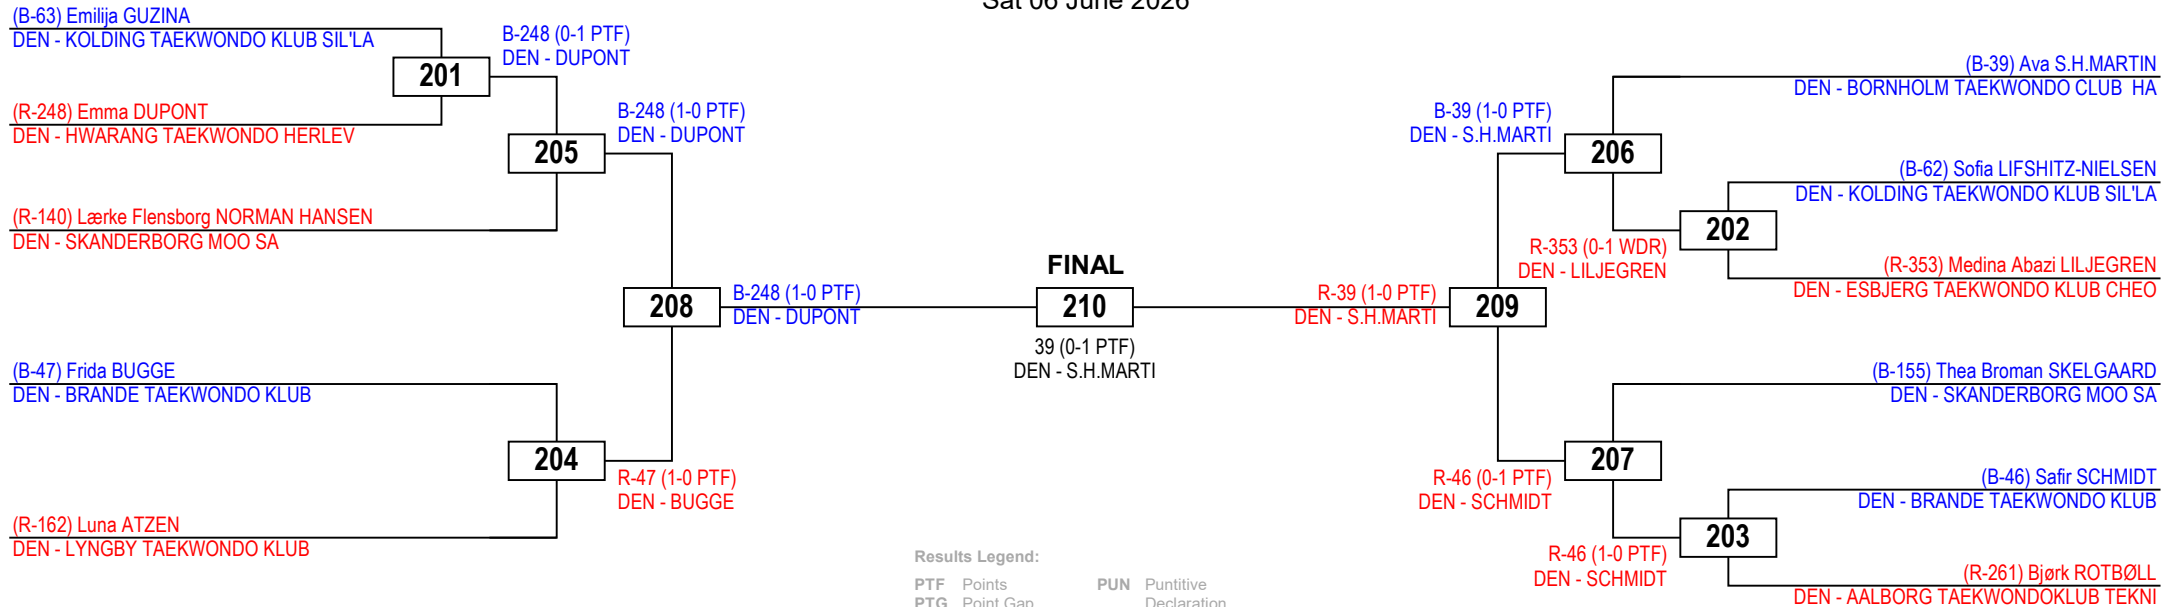 Sat 06 June 2026
(B-63) Emilija GUZINA
DEN - KOLDING TAEKWONDO KLUB SIL'LA
201
(R-248) Emma DUPONT
DEN - HWARANG TAEKWONDO HERLEV
B-248 (0-1 PTF)
DEN - DUPONT
205
(R-140) Lærke Flensborg NORMAN HANSEN
DEN - SKANDERBORG MOO SA
B-248 (1-0 PTF)
DEN - DUPONT
208
(B-47) Frida BUGGE
DEN - BRANDE TAEKWONDO KLUB
204
(R-162) Luna ATZEN
DEN - LYNGBY TAEKWONDO KLUB
R-47 (1-0 PTF)
DEN - BUGGE
B-248 (1-0 PTF)
DEN - DUPONT
FINAL
210
39 (0-1 PTF)
DEN - S.H.MARTI
R-39 (1-0 PTF)
DEN - S.H.MARTI
209
B-39 (1-0 PTF)
DEN - S.H.MARTI
206
(B-39) Ava S.H.MARTIN
DEN - BORNHOLM TAEKWONDO CLUB HA
(B-62) Sofia LIFSHITZ-NIELSEN
DEN - KOLDING TAEKWONDO KLUB SIL'LA
202
R-353 (0-1 WDR)
DEN - LILJEGREN
(R-353) Medina Abazi LILJEGREN
DEN - ESBJERG TAEKWONDO KLUB CHEO
(B-155) Thea Broman SKELGAARD
DEN - SKANDERBORG MOO SA
207
R-46 (0-1 PTF)
DEN - SCHMIDT
(B-46) Safir SCHMIDT
DEN - BRANDE TAEKWONDO KLUB
203
R-46 (1-0 PTF)
DEN - SCHMIDT
(R-261) Bjørk ROTBØLL
DEN - AALBORG TAEKWONDOKLUB TEKNI
Results Legend:
PTF Points PUN Puntitive
PTG Point Gap Declaration